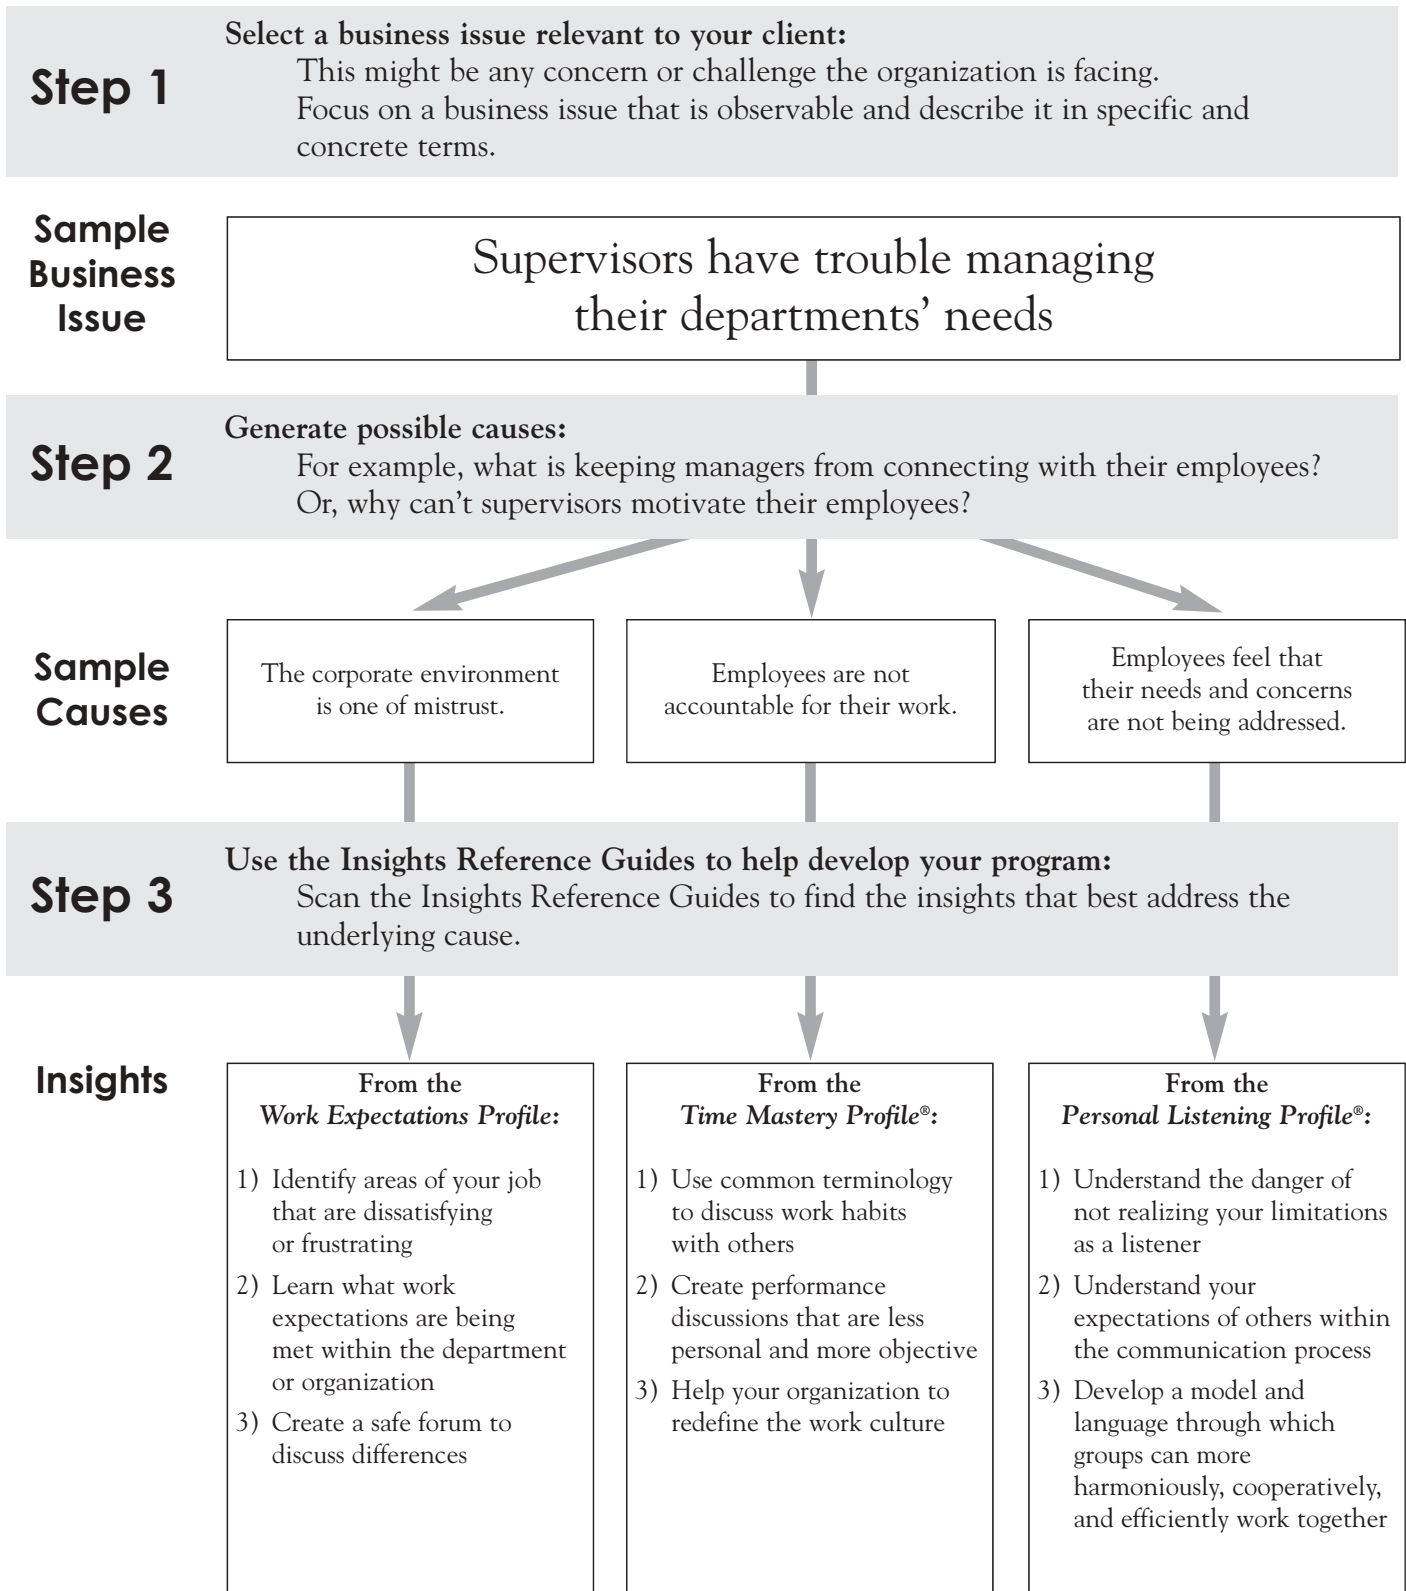 Step 1
Select a business issue relevant to your client:
This might be any concern or challenge the organization is facing.
Focus on a business issue that is observable and describe it in specific and
concrete terms.
Sample
Business
Issue
Supervisors have trouble managing
their departments’ needs
Step 2
Generate possible causes:
For example, what is keeping managers from connecting with their employees?
Or, why can't supervisors motivate their employees?
Sample
Causes
The corporate environment
is one of mistrust.
Employees are not
accountable for their work.
Employees feel that
their needs and concerns
are not being addressed.
Step 3
Use the Insights Reference Guides to help develop your program:
Scan the Insights Reference Guides to find the insights that best address the
underlying cause.
Insights
From the
Work Expectations Profile:
1) Identify areas of your job
that are dissatisfying
or frustrating
2) Learn what work
expectations are being
met within the department
or organization
3) Create a safe forum to
discuss differences
From the
Time Mastery Profile®:
1) Use common terminology
to discuss work habits
with others
2) Create performance
discussions that are less
personal and more objective
3) Help your organization to
redefine the work culture
From the
Personal Listening Profile®:
1) Understand the danger of
not realizing your limitations
as a listener
2) Understand your
expectations of others within
the communication process
3) Develop a model and
language through which
groups can more
harmoniously, cooperatively,
and efficiently work together